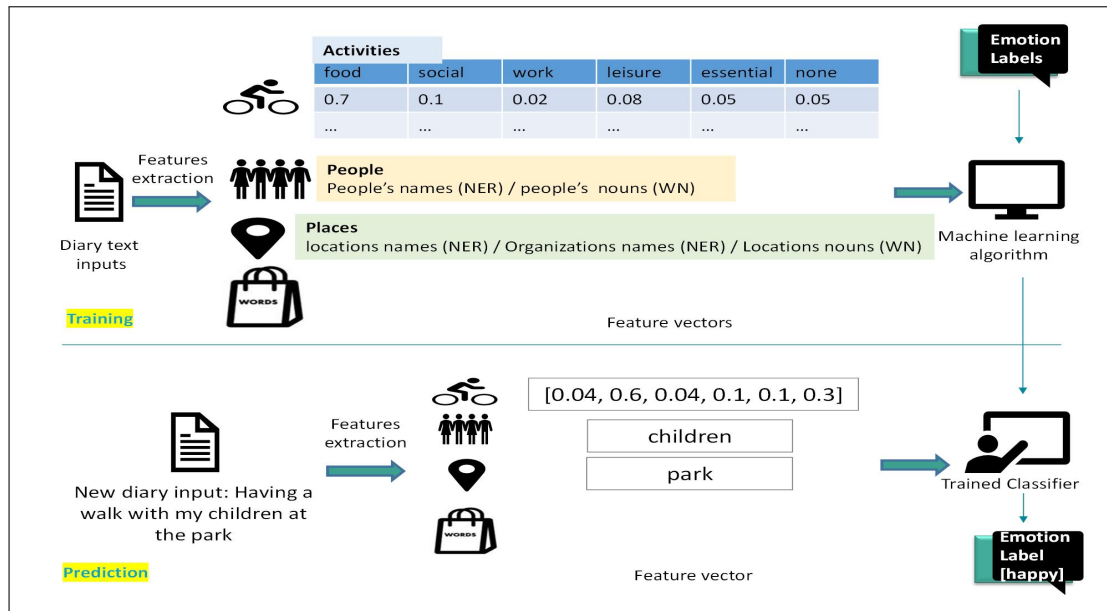 Emotion
Labels
Activities
food social work leisure essential none
0.7 0.1 0.02 0.08 0.05 0.05
... ... ... ... ... ...
Features
extraction
People
People's names (NER) / people's nouns (WN)
Places
locations names (NER) / Organizations names (NER) / Locations nouns (WN)
Diary text
inputs
Machine learning
algorithm
WORDS
Training
Feature vectors
[0.04, 0.6, 0.04, 0.1, 0.1, 0.3]
Features
extraction
children
park
New diary input: Having a
walk with my children at
the park
Trained Classifier
WORDS
Emotion
Label
[happy]
Prediction
Feature vector